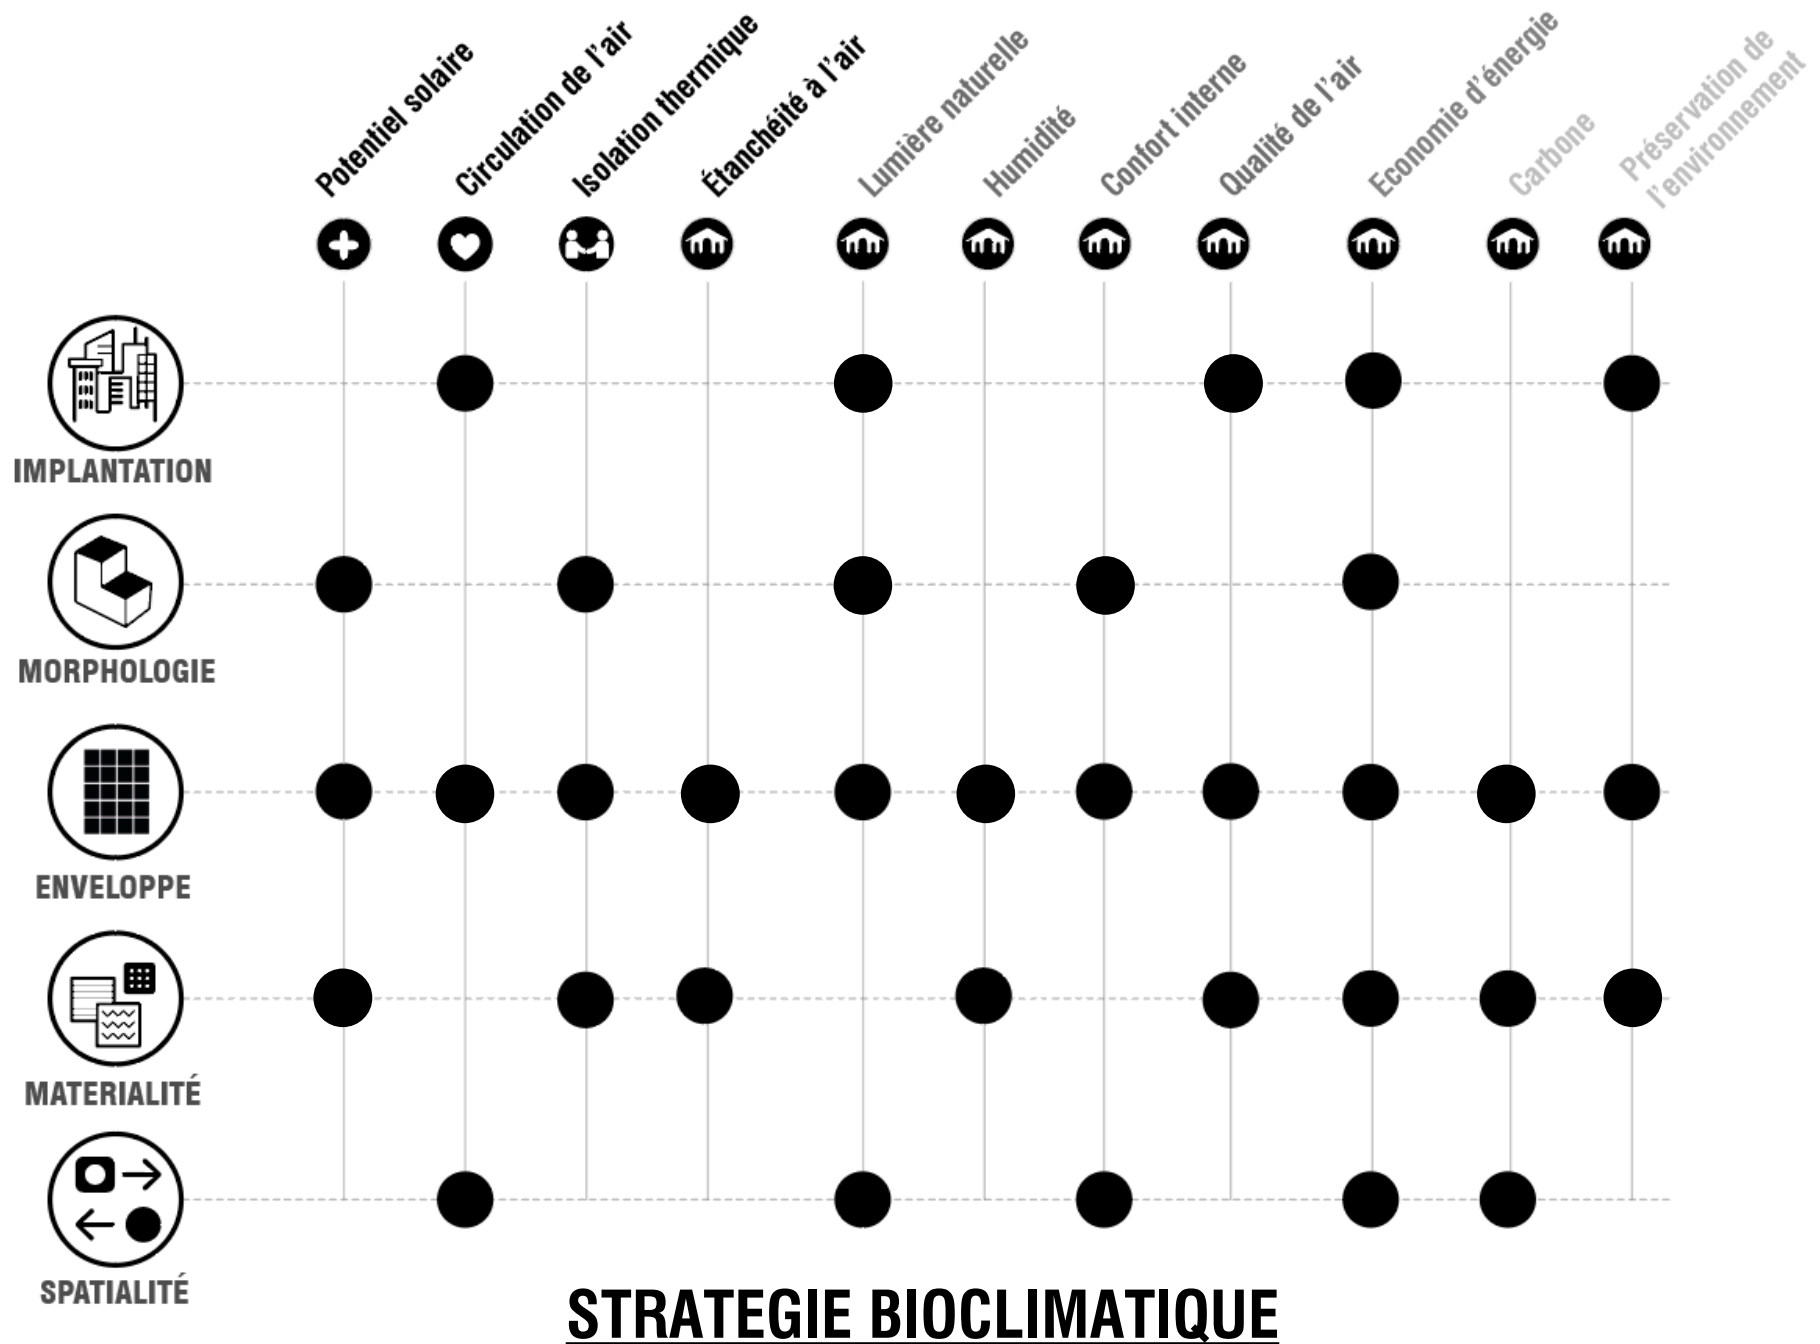 Potentiel solaire
Circulation de l'air
Isolation thermique
Étanchéité à l'air
Lumière naturelle
Humidité
Confort interne
Qualité de l'air
Economie d'énergie
Carbone
Préservation de
l'environnement
IMPLANTATION
MORPHOLOGIE
ENVELOPPE
MATERIALITÉ
SPATIALITÉ
STRATEGIE BIOCLIMATIQUE